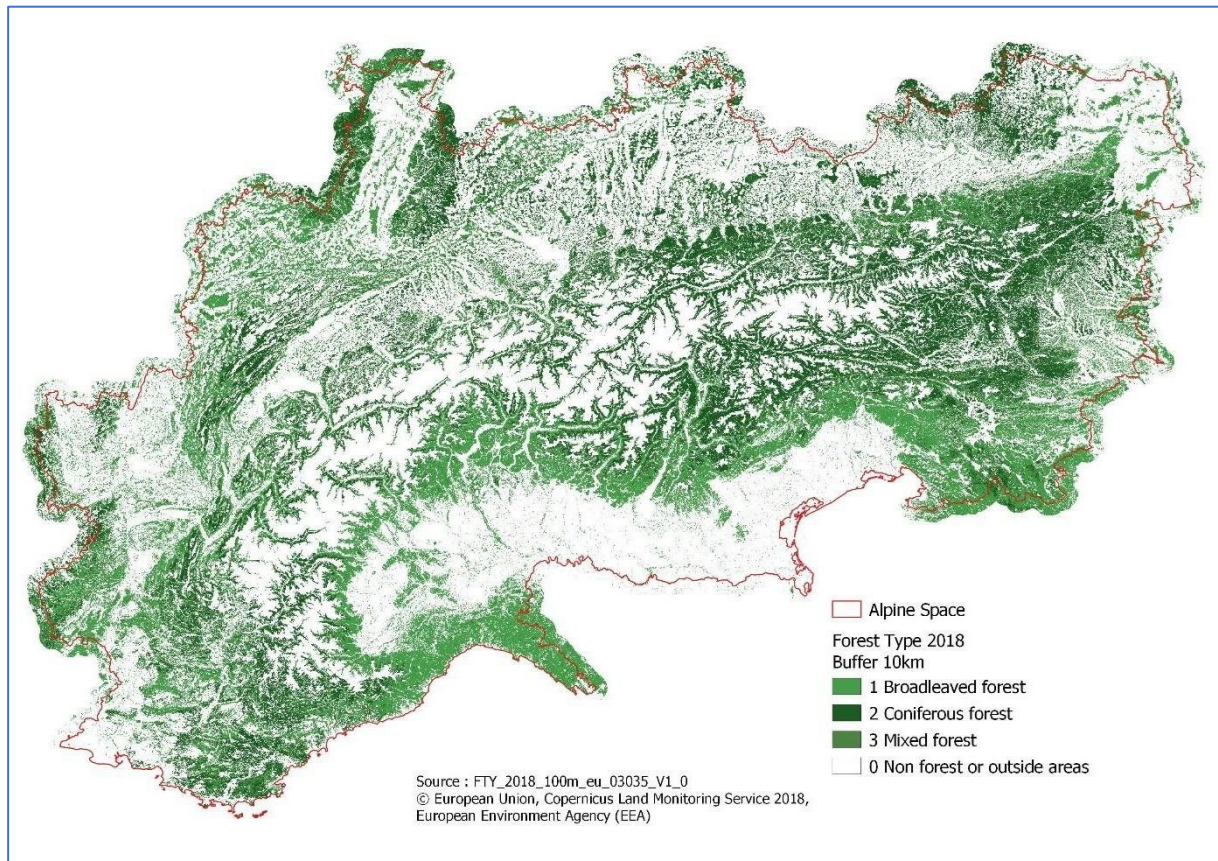 Alpine Space
Forest Type 2018
Buffer 10km
1 Broadleaved forest
2 Coniferous forest
3 Mixed forest
0 Non forest or outside areas
Source : FTY_2018_100m_eu_03035_V1_0
© European Union, Copernicus Land Monitoring Service 2018,
European Environment Agency (EEA)